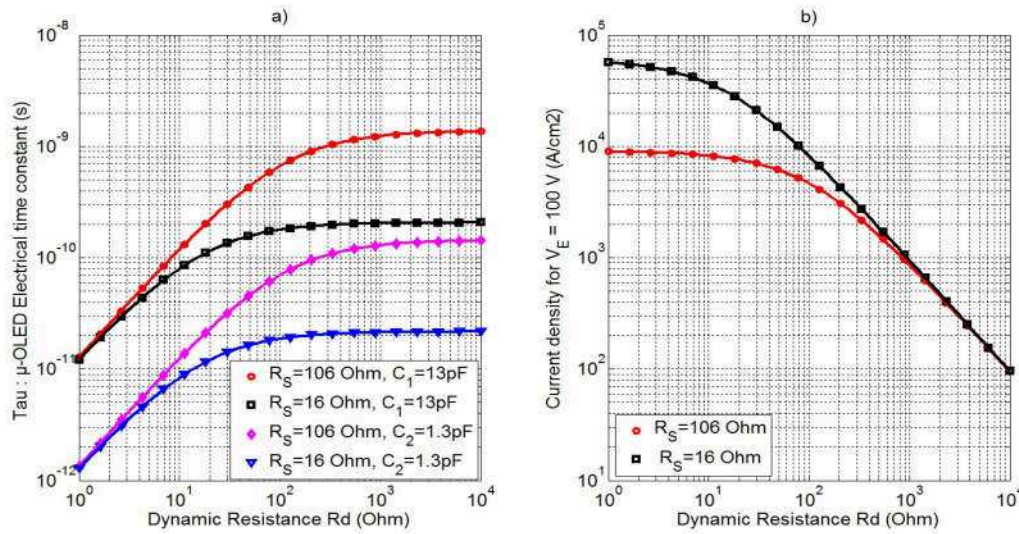 a)
Tau : µ-OLED Electrical time constant (s)
10^-8
10^-9
10^-10
10^-11
10^-12
R_S=106 Ohm, C_1=13pF
R_S=16 Ohm, C_1=13pF
R_S=106 Ohm, C_2=1.3pF
R_S=16 Ohm, C_2=1.3pF
10^0 10^1 10^2 10^3 10^4
Dynamic Resistance Rd (Ohm)
b)
Current density for V_E = 100 V (A/cm2)
10^5
10^4
10^3
10^2
10^1
R_S=106 Ohm
R_S=16 Ohm
10^0 10^1 10^2 10^3 10^4
Dynamic Resistance Rd (Ohm)